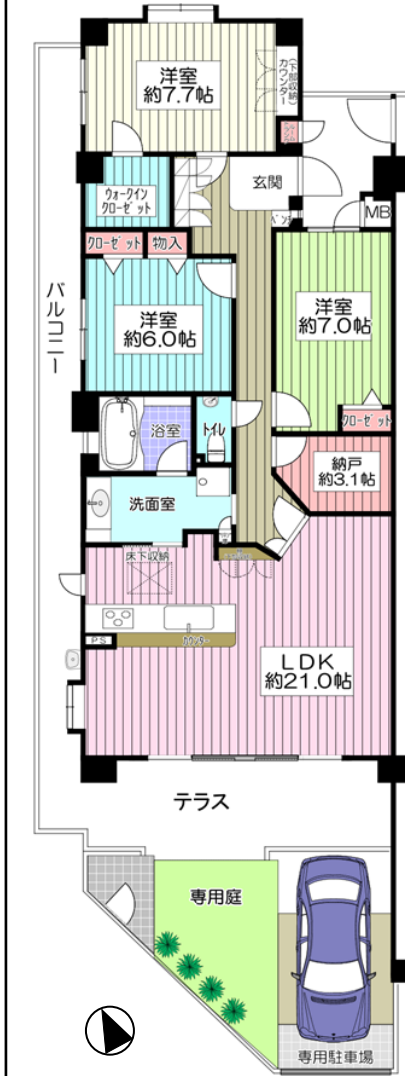 洋室
約7.7帖
(下部収納)
カウンター
玄関
ウォークイン
クローゼット
MB
クローゼット
物入
洋室
約6.0帖
洋室
約7.0帖
バルコニー
クローゼット
浴室
トイレ
納戸
約3.1帖
洗面室
床下収納
PS
カウンター
LDK
約21.0帖
テラス
専用庭
専用駐車場